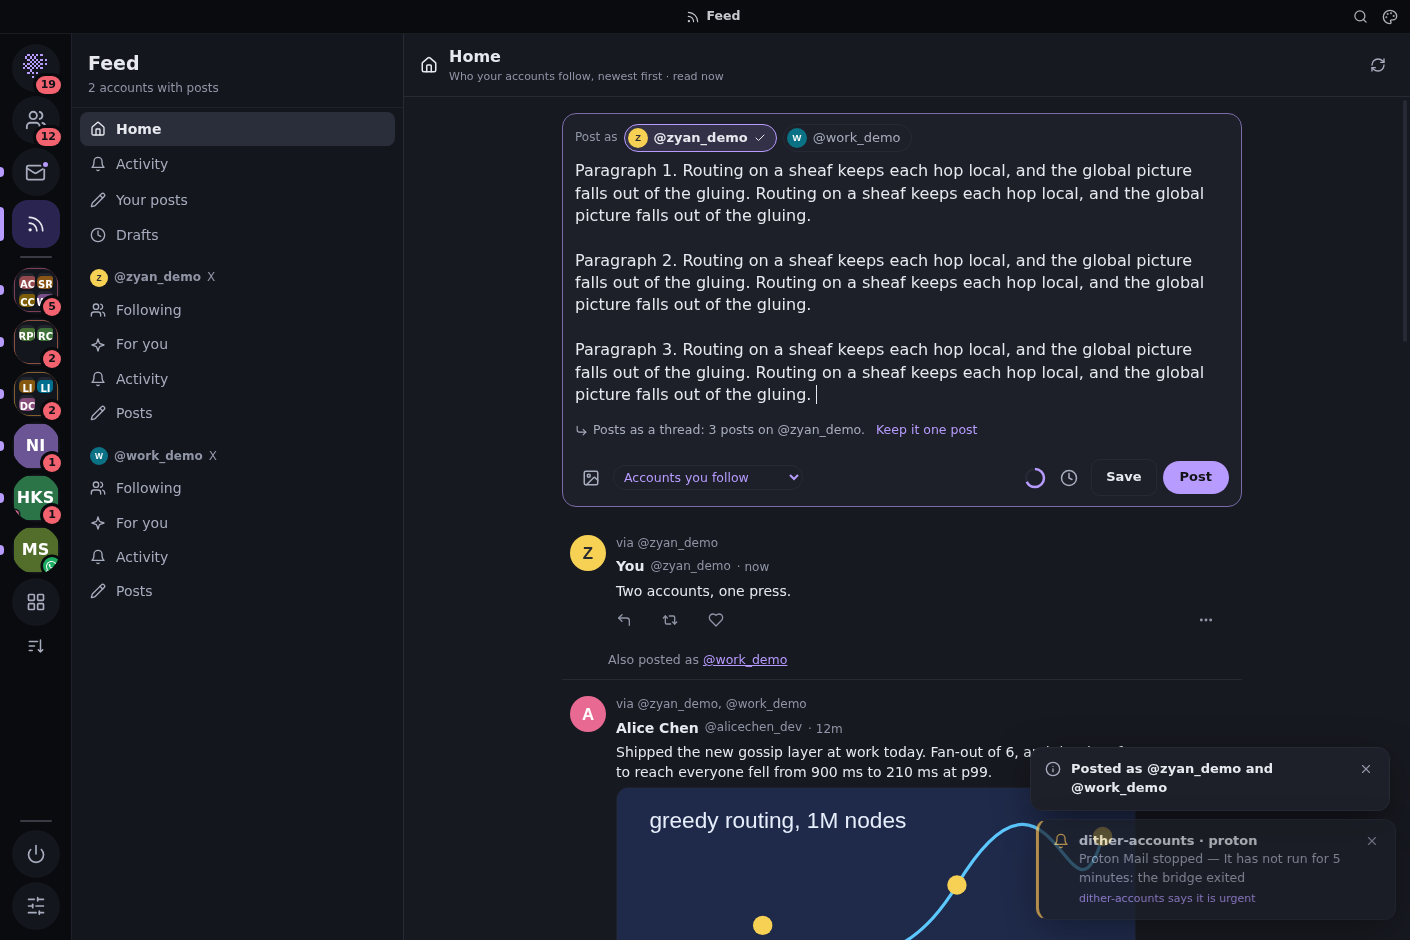 Feed
19
12
5
2
2
1
1
AC SR
CC
RP RC
LI LI
DC
NI
HKS
MS
Feed
2 accounts with posts
Home
Activity
Your posts
Drafts
Z @zyan_demo X
Following
For you
Activity
Posts
W @work_demo X
Following
For you
Activity
Posts
Home
Who your accounts follow, newest first · read now
Post as Z @zyan_demo W @work_demo
Paragraph 1. Routing on a sheaf keeps each hop local, and the global picture
falls out of the gluing. Routing on a sheaf keeps each hop local, and the global
picture falls out of the gluing.
Paragraph 2. Routing on a sheaf keeps each hop local, and the global picture
falls out of the gluing. Routing on a sheaf keeps each hop local, and the global
picture falls out of the gluing.
Paragraph 3. Routing on a sheaf keeps each hop local, and the global picture
falls out of the gluing. Routing on a sheaf keeps each hop local, and the global
picture falls out of the gluing.
Posts as a thread: 3 posts on @zyan_demo. Keep it one post
Accounts you follow
Save
Post
Z
via @zyan_demo
You @zyan_demo · now
Two accounts, one press.
Also posted as @work_demo
A
via @zyan_demo, @work_demo
Alice Chen @alicechen_dev · 12m
Shipped the new gossip layer at work today. Fan-out of 6,
to reach everyone fell from 900 ms to 210 ms at p99.
greedy routing, 1M nodes
Posted as @zyan_demo and
@work_demo
dither-accounts · proton
Proton Mail stopped — It has not run for 5
minutes: the bridge exited
dither-accounts says it is urgent